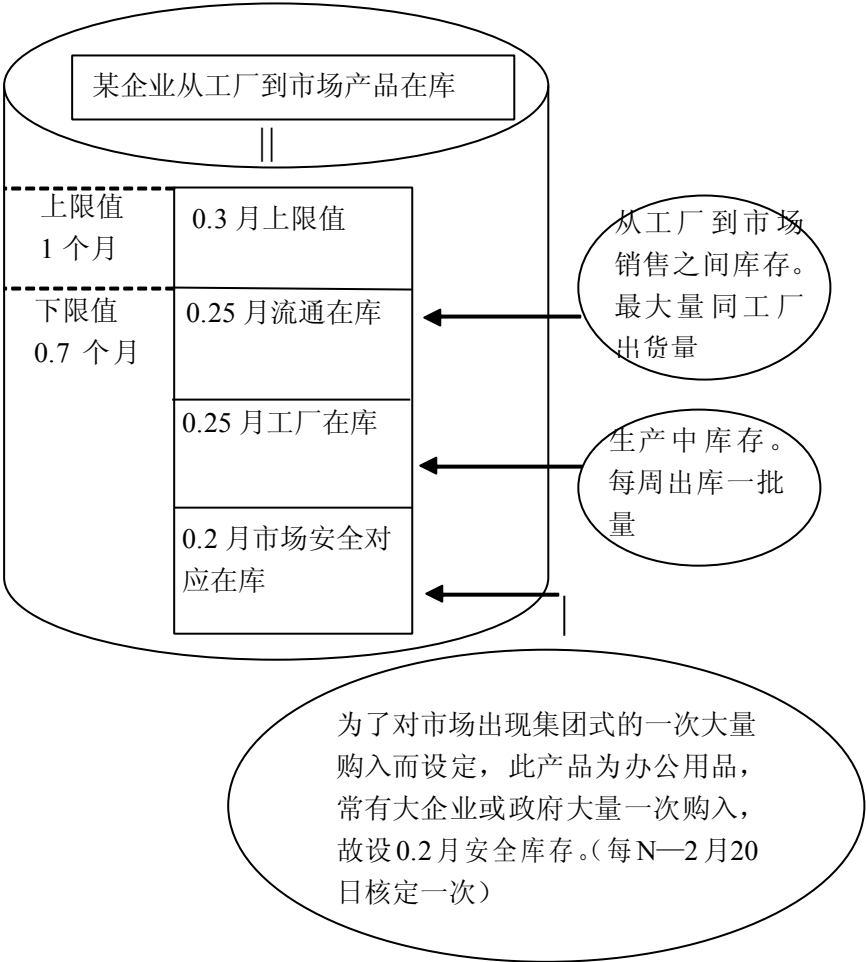 某企业从工厂到市场产品在库
||
上限值
1 个月
0.3 月上限值
下限值
0.7 个月
0.25 月流通在库
从工厂到市场
销售之间库存。
最大量同工厂
出货量
0.25 月工厂在库
生产中库存。
每周出库一批
量
0.2 月市场安全对
应在库
为了对市场出现集团式的一次大量
购入而设定，此产品为办公用品，
常有大企业或政府大量一次购入，
故设0.2月安全库存。（每N—2月20
日核定一次）